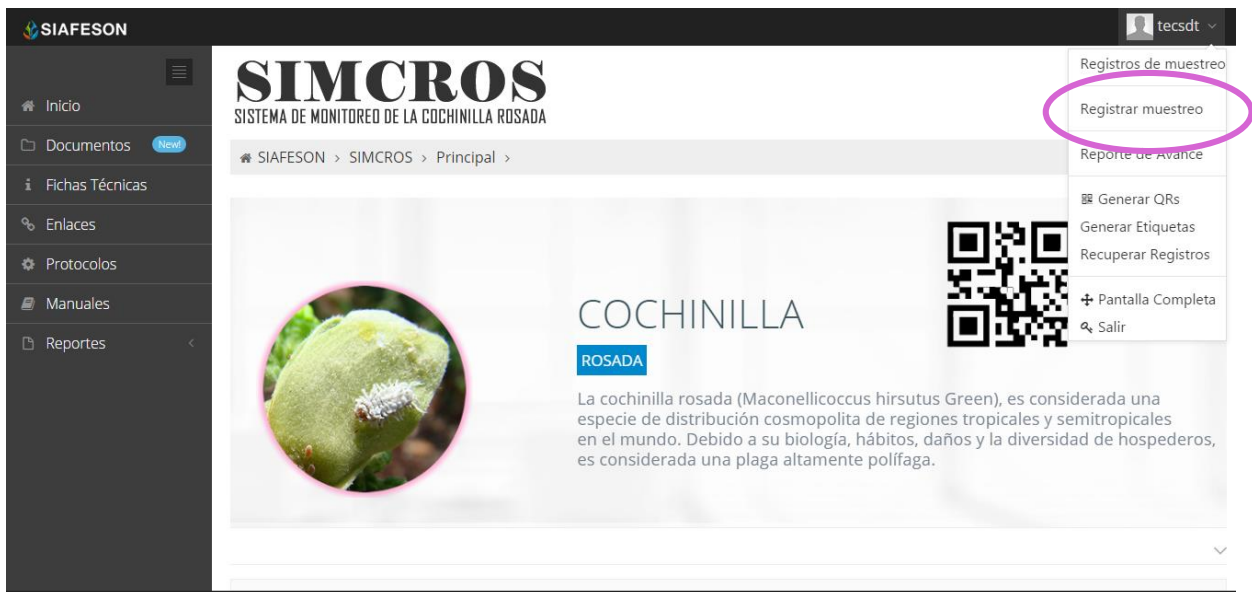 SIAFESON
tecsdt
Inicio
Documentos New!
Fichas Técnicas
Enlaces
Protocolos
Manuales
Reportes
SIMCROS
SISTEMA DE MONITOREO DE LA COCHINILLA ROSADA
SIAFESON > SIMCROS > Principal >
Registros de muestreo
Registrar muestreo
Reporte de Avance
Generar QRs
Generar Etiquetas
Recuperar Registros
Pantalla Completa
Salir
COCHINILLA
ROSADA
La cochinilla rosada (Maconellicoccus hirsutus Green), es considerada una
especie de distribución cosmopolita de regiones tropicales y semitropicales
en el mundo. Debido a su biología, hábitos, daños y la diversidad de hospederos,
es considerada una plaga altamente polífaga.